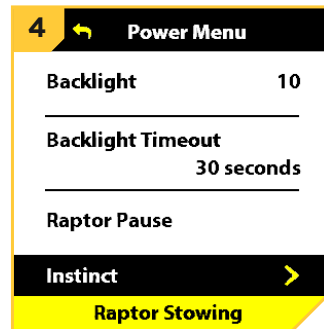 4 Power Menu
Backlight 10
Backlight Timeout
30 seconds
Raptor Pause
Instinct
Raptor Stowing